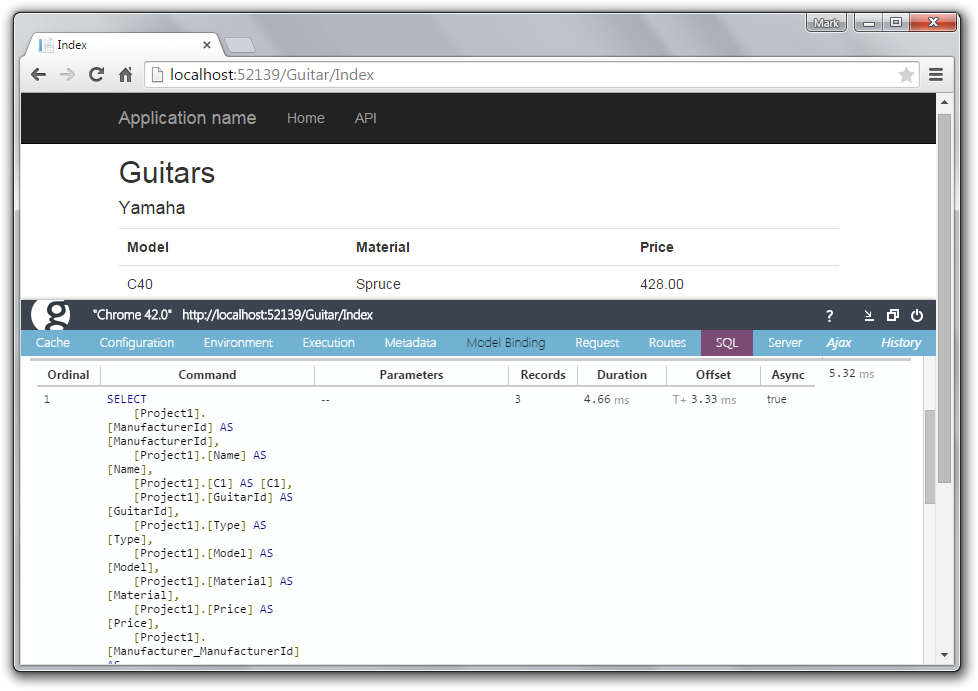 Mark
Index
localhost:52139/Guitar/Index
Application name Home API
Guitars
Yamaha
Model Material Price
C40 Spruce 428.00
g "Chrome 42.0" http://localhost:52139/Guitar/Index ?
Cache Configuration Environment Execution Metadata Model Binding Request Routes SQL Server Ajax History
Ordinal Command Parameters Records Duration Offset Async 5.32 ms
1 SELECT -- 3 4.66 ms T+ 3.33 ms true
[Project1].
[ManufacturerId] AS
[ManufacturerId],
[Project1].[Name] AS
[Name],
[Project1].[C1] AS [C1],
[Project1].[GuitarId] AS
[GuitarId],
[Project1].[Type] AS
[Type],
[Project1].[Model] AS
[Model],
[Project1].[Material] AS
[Material],
[Project1].[Price] AS
[Price],
[Project1].
[Manufacturer_ManufacturerId]
AS